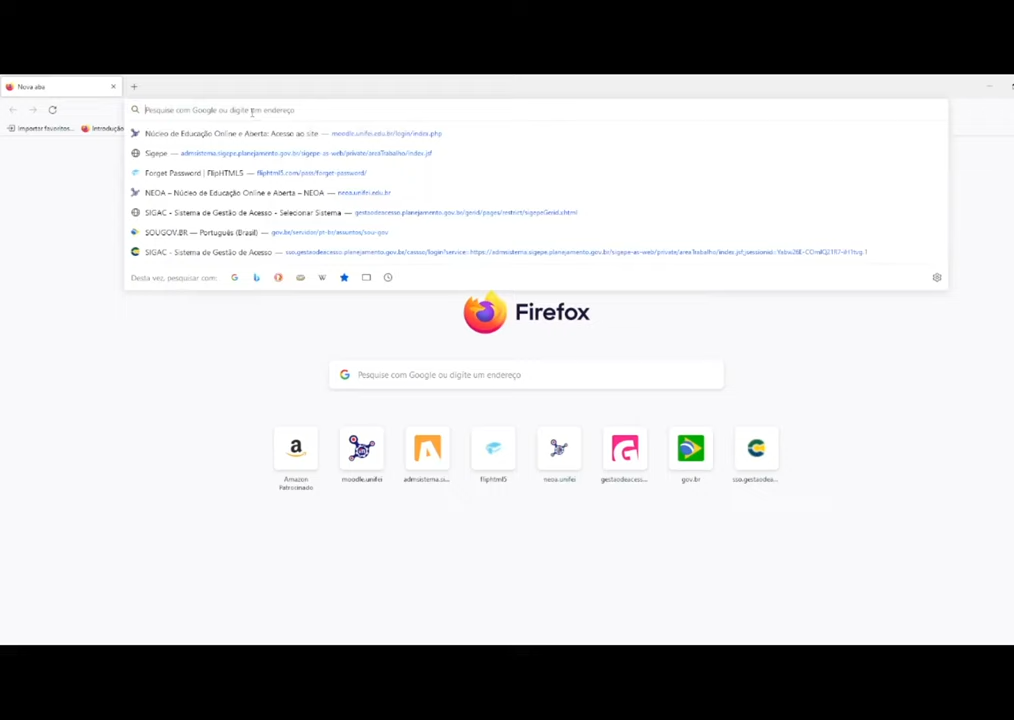 Nova aba
Pesquise com Google ou digite um endereço
Importar favoritos...
Introdução
Núcleo de Educação Online e Aberta: Acesso ao site — moodle.unifei.edu.br/login/index.php
Sigepe — admsistema.sigepe.planejamento.gov.br/sigepe-as-web/private/areaTrabalho/index.jsf
Forget Password | FlipHTML5 — fliphtml5.com/pass/forget-password/
NEOA – Núcleo de Educação Online e Aberta – NEOA — neoa.unifei.edu.br
SIGAC - Sistema de Gestão de Acesso - Selecionar Sistema — gestaodeacesso.planejamento.gov.br/gerid/pages/restrict/sigepeGerid.xhtml
SOUGOV.BR — Português (Brasil) — gov.br/servidor/pt-br/assuntos/sou-gov
SIGAC - Sistema de Gestão de Acesso —
Desta vez, pesquisar com:
Firefox
Pesquise com Google ou digite um endereço
Amazon
Patrocinado
moodle.unifei
admsistema.si...
fliphtml5
neoa.unifei
gestaodeacess...
gov.br
sso.gestaodea...